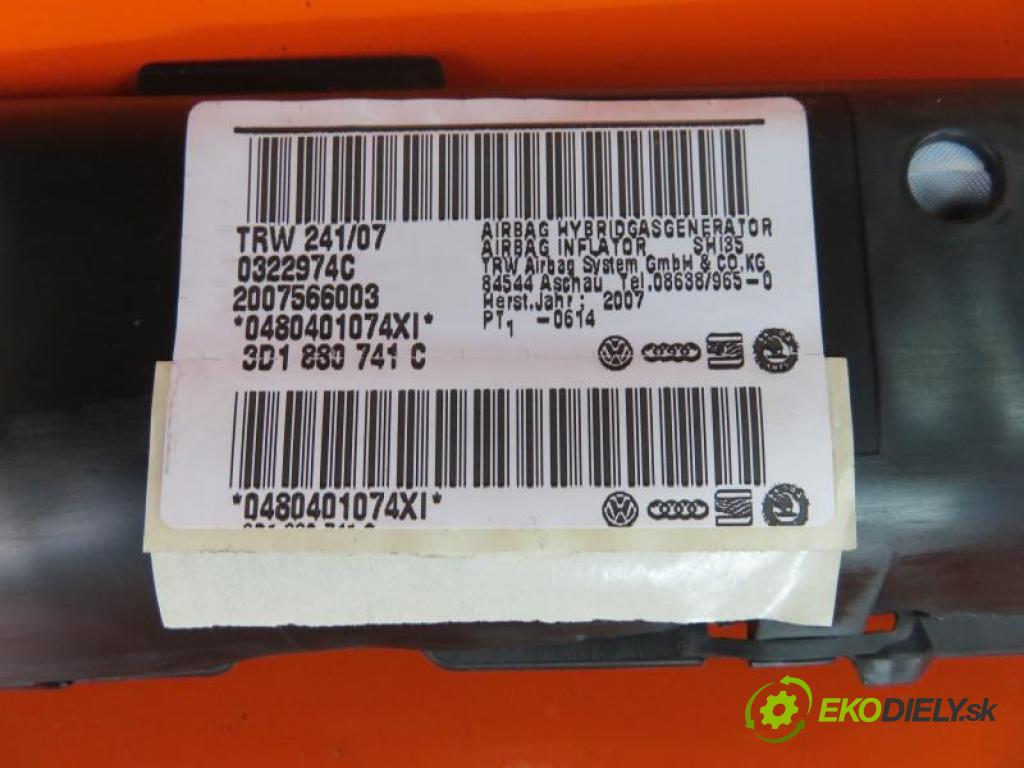 TRW 241/07
0322974C
2007566003
*0480401074XI*
3D1 880 741 C
AIRBAG HYBRIDGASGENERATOR
AIRBAG INFLATOR SHI35
TRW Airbag System GmbH & CO.KG
84544 Aschau Tel.08638/965-0
Herst.Jahr: 2007
PT1 -0614
*0480401074XI*
EKODIELY.sk